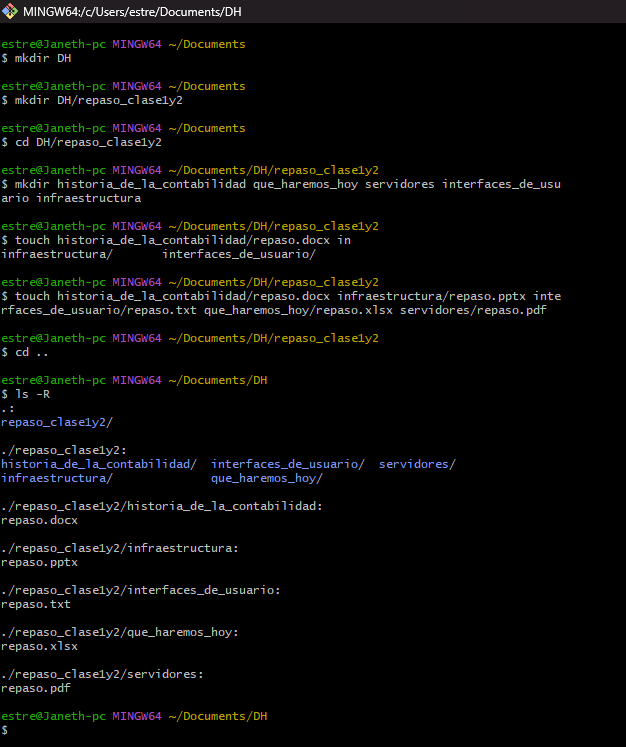 MINGW64:/c/Users/estre/Documents/DH
estre@Janeth-pc MINGW64 ~/Documents
$ mkdir DH
estre@Janeth-pc MINGW64 ~/Documents
$ mkdir DH/repaso_clase1y2
estre@Janeth-pc MINGW64 ~/Documents
$ cd DH/repaso_clase1y2
estre@Janeth-pc MINGW64 ~/Documents/DH/repaso_clase1y2
$ mkdir historia_de_la_contabilidad que_haremos_hoy servidores interfaces_de_usu
ario infraestructura
estre@Janeth-pc MINGW64 ~/Documents/DH/repaso_clase1y2
$ touch historia_de_la_contabilidad/repaso.docx in
infraestructura/ interfaces_de_usuario/
estre@Janeth-pc MINGW64 ~/Documents/DH/repaso_clase1y2
$ touch historia_de_la_contabilidad/repaso.docx infraestructura/repaso.pptx inte
rfaces_de_usuario/repaso.txt que_haremos_hoy/repaso.xlsx servidores/repaso.pdf
estre@Janeth-pc MINGW64 ~/Documents/DH/repaso_clase1y2
$ cd ..
estre@Janeth-pc MINGW64 ~/Documents/DH
$ ls -R
.:
repaso_clase1y2/
./repaso_clase1y2:
historia_de_la_contabilidad/ interfaces_de_usuario/ servidores/
infraestructura/ que_haremos_hoy/
./repaso_clase1y2/historia_de_la_contabilidad:
repaso.docx
./repaso_clase1y2/infraestructura:
repaso.pptx
./repaso_clase1y2/interfaces_de_usuario:
repaso.txt
./repaso_clase1y2/que_haremos_hoy:
repaso.xlsx
./repaso_clase1y2/servidores:
repaso.pdf
estre@Janeth-pc MINGW64 ~/Documents/DH
$